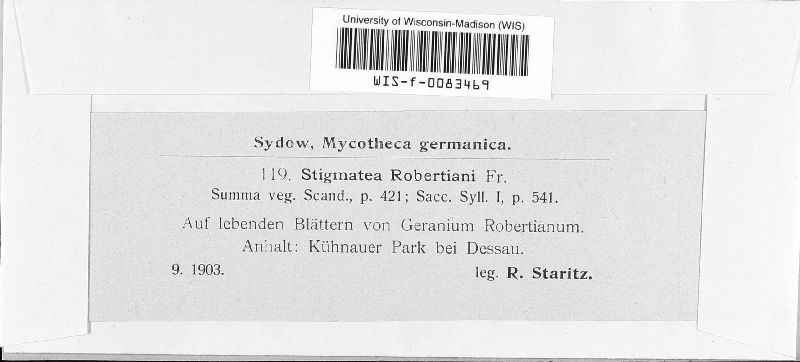 University of Wisconsin-Madison (WIS)
WIS-f-0083469
Sydow, Mycotheca germanica.
119. Stigmatea Robertiani Fr.
Summa veg. Scand., p. 421; Sacc. Syll. I, p. 541.
Auf lebenden Blättern von Geranium Robertianum.
Anhalt: Kühnauer Park bei Dessau.
9. 1903. leg. R. Staritz.